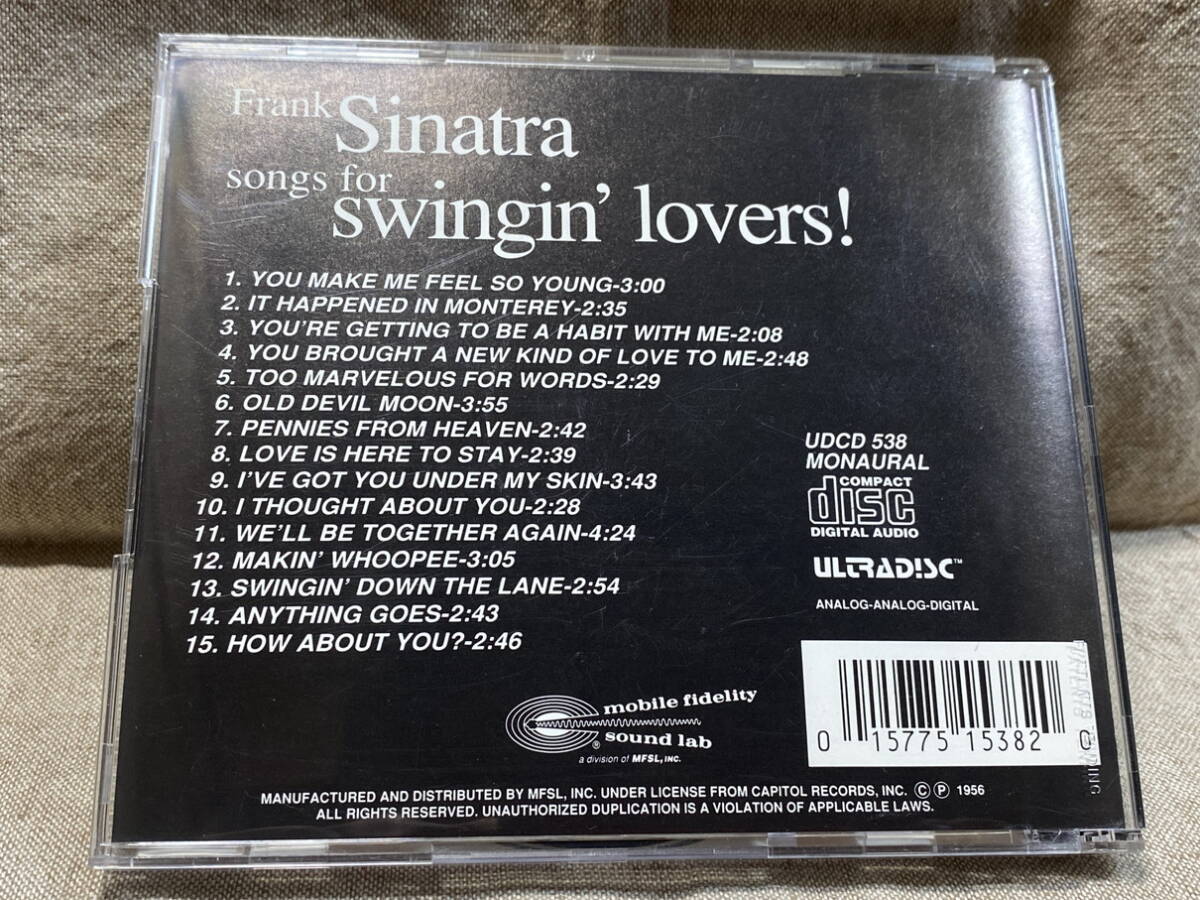 Frank
Sinatra
songs for
swingin' lovers!
1. YOU MAKE ME FEEL SO YOUNG-3:00
2. IT HAPPENED IN MONTEREY-2:35
3. YOU'RE GETTING TO BE A HABIT WITH ME-2:08
4. YOU BROUGHT A NEW KIND OF LOVE TO ME-2:48
5. TOO MARVELOUS FOR WORDS-2:29
6. OLD DEVIL MOON-3:55
7. PENNIES FROM HEAVEN-2:42
8. LOVE IS HERE TO STAY-2:39
9. I'VE GOT YOU UNDER MY SKIN-3:43
10. I THOUGHT ABOUT YOU-2:28
11. WE'LL BE TOGETHER AGAIN-4:24
12. MAKIN' WHOOPEE-3:05
13. SWINGIN' DOWN THE LANE-2:54
14. ANYTHING GOES-2:43
15. HOW ABOUT YOU?-2:46
UDCD 538
MONAURAL
COMPACT
disc
DIGITAL AUDIO
ULTRADISC™
ANALOG-ANALOG-DIGITAL
0 15775 15382
mobile fidelity
sound lab
®
a division of MFSL, INC.
MANUFACTURED AND DISTRIBUTED BY MFSL, INC. UNDER LICENSE FROM CAPITOL RECORDS, INC. © ℗ 1956
ALL RIGHTS RESERVED. UNAUTHORIZED DUPLICATION IS A VIOLATION OF APPLICABLE LAWS.